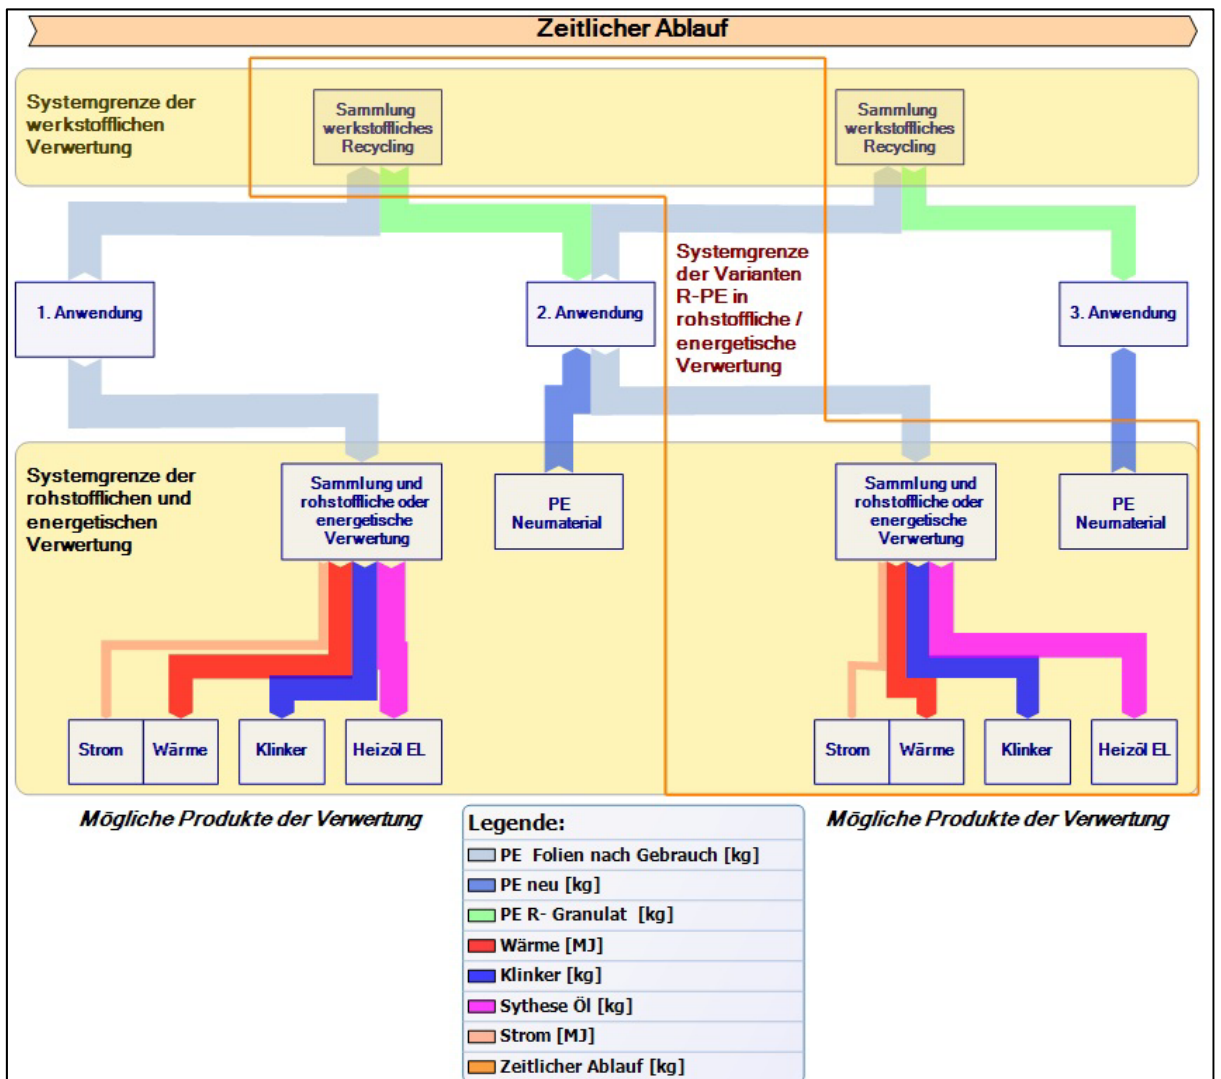 Zeitlicher Ablauf
Systemgrenze der
werkstofflichen
Verwertung
Sammlung
werkstoffliches
Recycling
Sammlung
werkstoffliches
Recycling
1. Anwendung
2. Anwendung
Systemgrenze
der Varianten
R-PE in
rohstoffliche /
energetische
Verwertung
3. Anwendung
Systemgrenze der
rohstofflichen und
energetischen
Verwertung
Sammlung und
rohstoffliche oder
energetische
Verwertung
PE
Neumaterial
Sammlung und
rohstoffliche oder
energetische
Verwertung
PE
Neumaterial
Strom
Wärme
Klinker
Heizöl EL
Strom
Wärme
Klinker
Heizöl EL
Mögliche Produkte der Verwertung
Mögliche Produkte der Verwertung
Legende:
PE Folien nach Gebrauch [kg]
PE neu [kg]
PE R- Granulat [kg]
Wärme [MJ]
Klinker [kg]
Sythese Öl [kg]
Strom [MJ]
Zeitlicher Ablauf [kg]